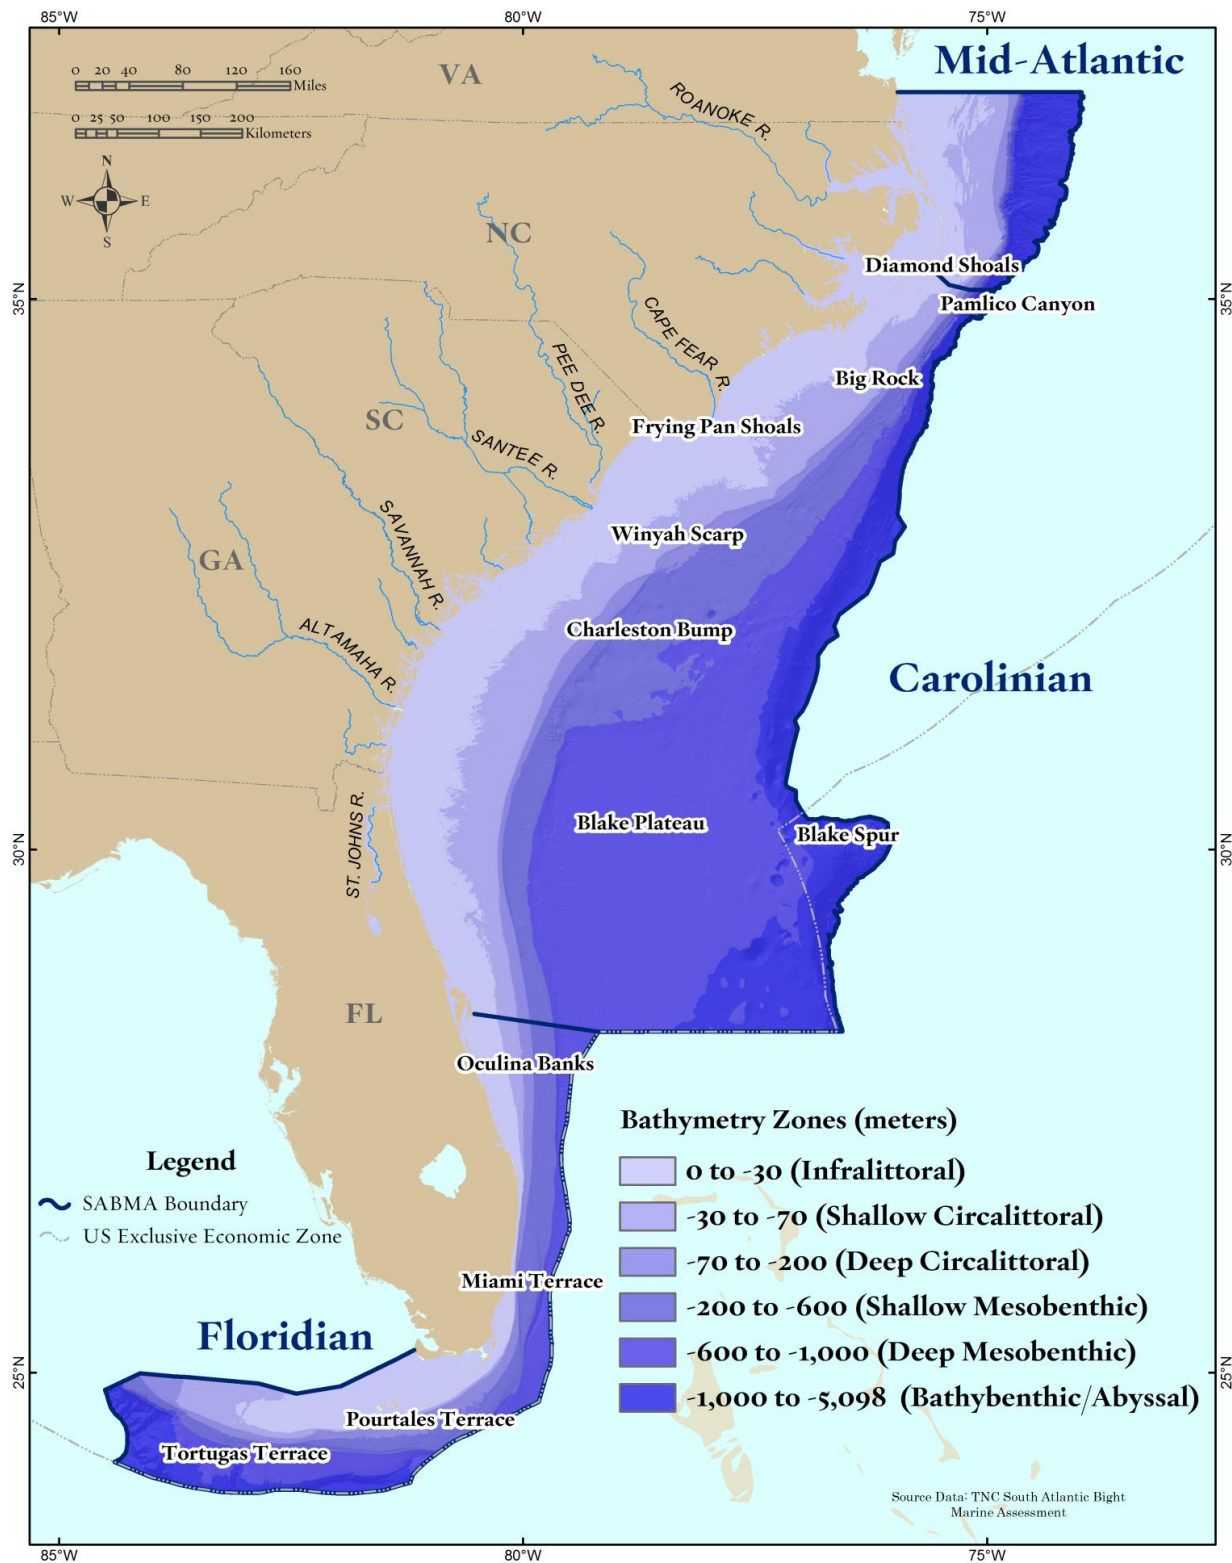 85°W
80°W
75°W
Mid-Atlantic
VA
0 20 40 80 120 160
Miles
0 25 50 100 150 200
Kilometers
N
W E
S
ROANOKE R.
NC
Diamond Shoals
35°N
35°N
Pamlico Canyon
CAPE FEAR R.
PEE DEE R.
Big Rock
SC
Frying Pan Shoals
SANTEE R.
Winyah Scarp
SAVANNAH R.
GA
Charleston Bump
ALTAMAHA R.
Carolinian
Blake Plateau
Blake Spur
ST. JOHNS R.
30°N
30°N
FL
Oculina Banks
Bathymetry Zones (meters)
0 to -30 (Infralittoral)
-30 to -70 (Shallow Circalittoral)
-70 to -200 (Deep Circalittoral)
-200 to -600 (Shallow Mesobenthic)
-600 to -1,000 (Deep Mesobenthic)
-1,000 to -5,098 (Bathybenthic/Abyssal)
Legend
SABMA Boundary
US Exclusive Economic Zone
Miami Terrace
Floridian
25°N
25°N
Pourtales Terrace
Tortugas Terrace
Source Data: TNC South Atlantic Bight
Marine Assessment
85°W
80°W
75°W